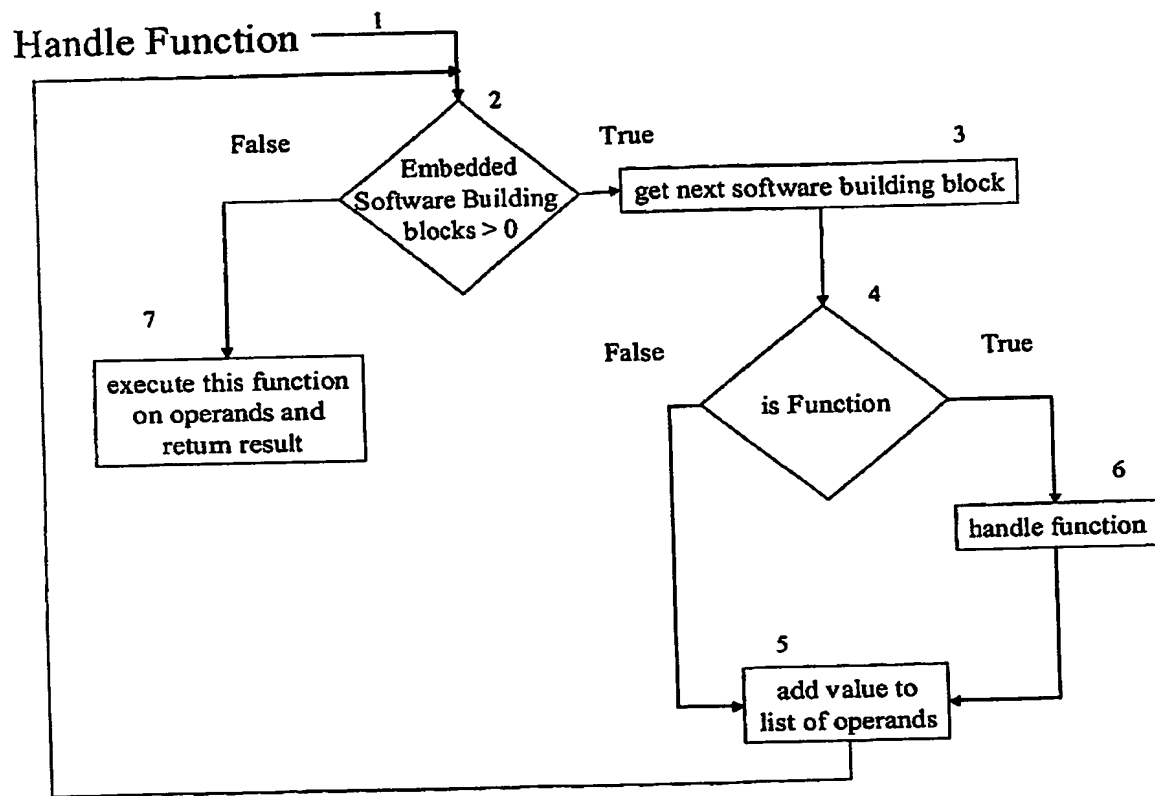 1
Handle Function
2
False
True
3
Embedded
Software Building
blocks > 0
get next software building block
4
7
False
True
execute this function
on operands and
return result
is Function
6
handle function
5
add value to
list of operands